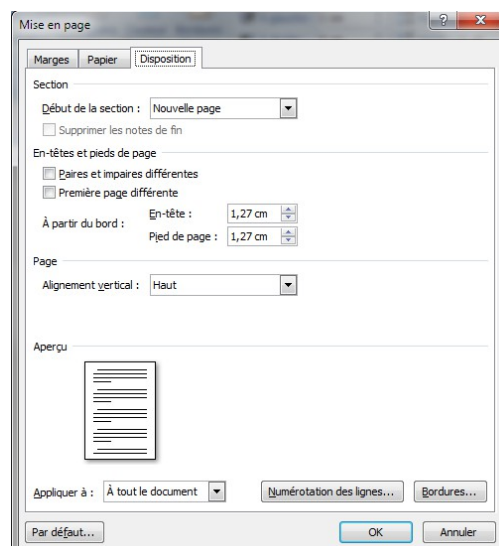 Mise en page
Marges Papier Disposition
Section
Début de la section : Nouvelle page
Supprimer les notes de fin
En-têtes et pieds de page
Paires et impaires différentes
Première page différente
À partir du bord :
En-tête : 1,27 cm
Pied de page : 1,27 cm
Page
Alignement vertical : Haut
Aperçu
Appliquer à : À tout le document Numérotation des lignes... Bordures...
Par défaut... OK Annuler